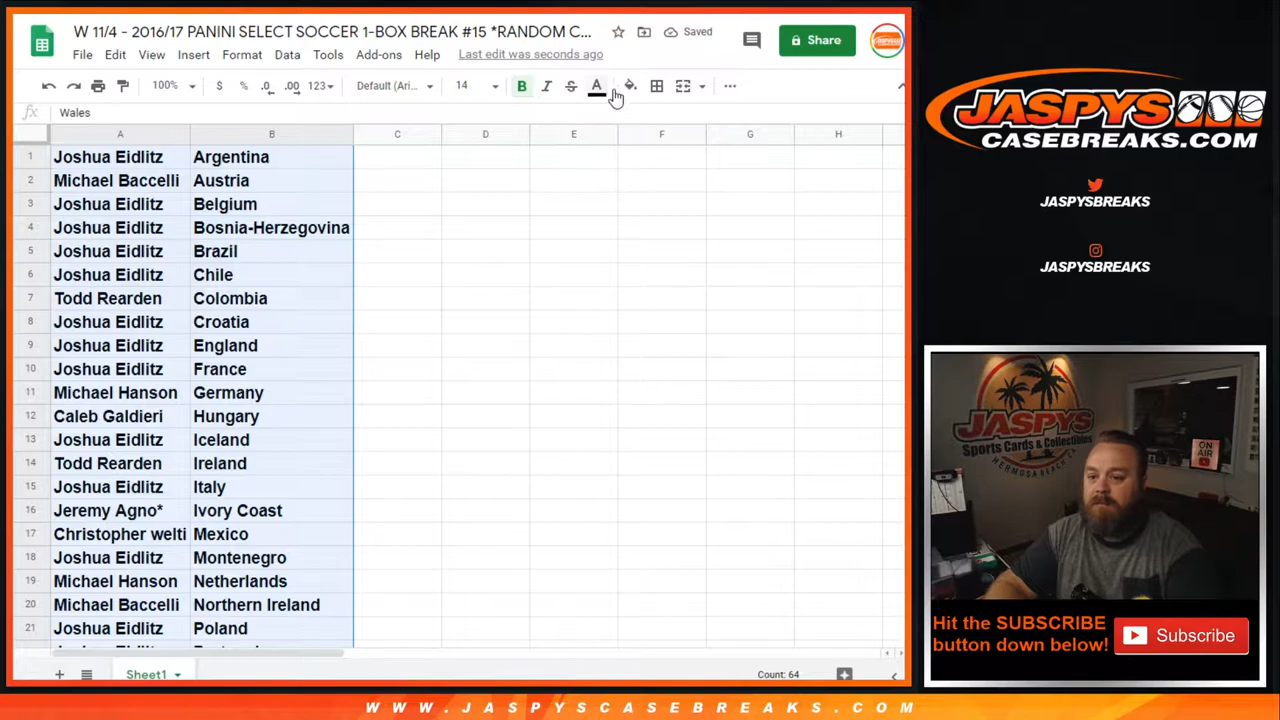 W 11/4 - 2016/17 PANINI SELECT SOCCER 1-BOX BREAK #15 *RANDOM C...
Saved
Share
File Edit View Insert Format Data Tools Add-ons Help Last edit was seconds ago
100% $ % .0 .00 123 Default (Ari... 14 B I S A
fx Wales
A B C D E F G H
1 Joshua Eidlitz Argentina
2 Michael Baccelli Austria
3 Joshua Eidlitz Belgium
4 Joshua Eidlitz Bosnia-Herzegovina
5 Joshua Eidlitz Brazil
6 Joshua Eidlitz Chile
7 Todd Rearden Colombia
8 Joshua Eidlitz Croatia
9 Joshua Eidlitz England
10 Joshua Eidlitz France
11 Michael Hanson Germany
12 Caleb Galdieri Hungary
13 Joshua Eidlitz Iceland
14 Todd Rearden Ireland
15 Joshua Eidlitz Italy
16 Jeremy Agno* Ivory Coast
17 Christopher welti Mexico
18 Joshua Eidlitz Montenegro
19 Michael Hanson Netherlands
20 Michael Baccelli Northern Ireland
21 Joshua Eidlitz Poland
Sheet1
Count: 64
JASPYS
CASEBREAKS.COM
JASPYSBREAKS
JASPYSBREAKS
JASPYS
Sports Cards & Collectibles
HERMOSA BEACH CA
ON AIR
Hit the SUBSCRIBE
button down below!
Subscribe
WWW.JASPYSCASEBREAKS.COM